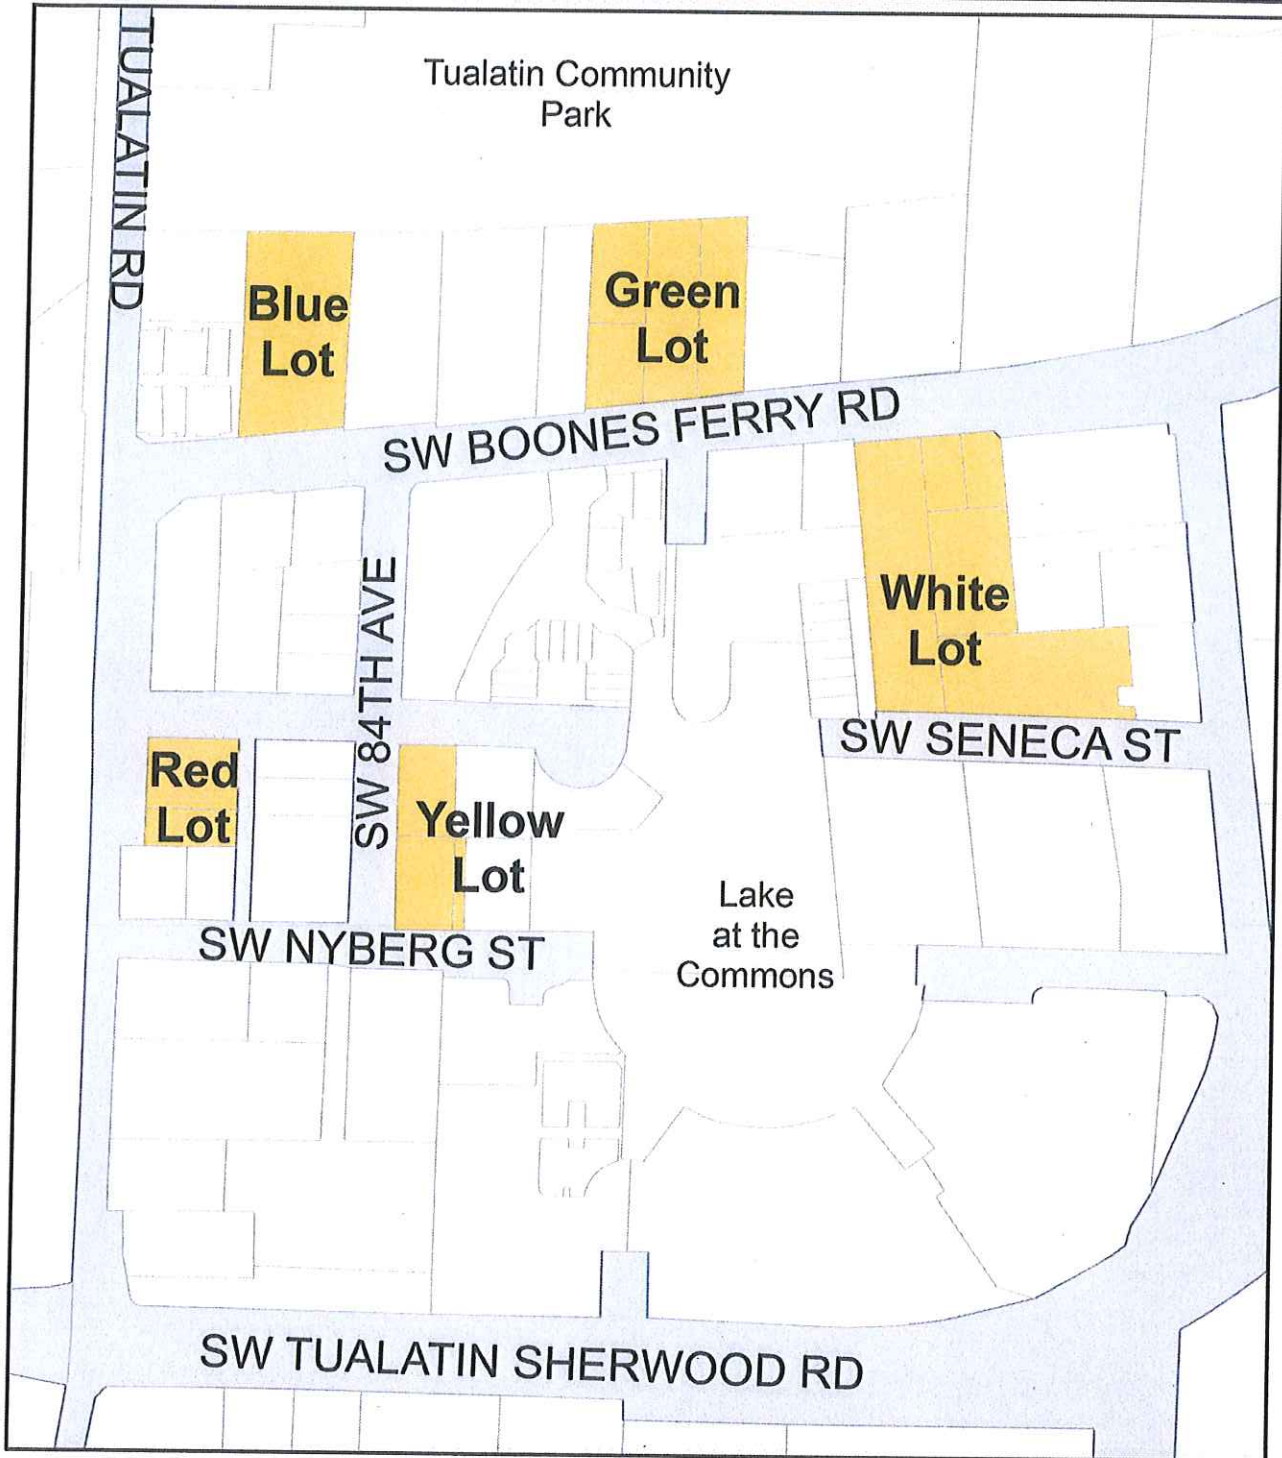 TUALATIN RD
Tualatin Community
Park
Blue
Lot
Green
Lot
SW BOONES FERRY RD
SW 84TH AVE
White
Lot
SW SENECA ST
Red
Lot
Yellow
Lot
Lake
at the
Commons
SW NYBERG ST
SW TUALATIN SHERWOOD RD